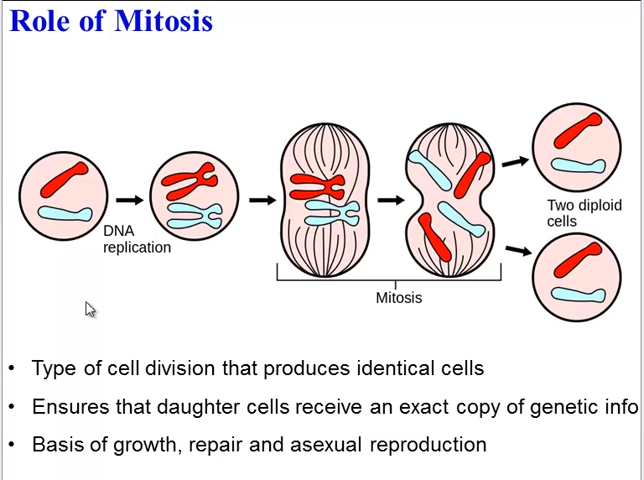 Role of Mitosis
DNA
replication
Mitosis
Two diploid
cells
• Type of cell division that produces identical cells
• Ensures that daughter cells receive an exact copy of genetic info
• Basis of growth, repair and asexual reproduction